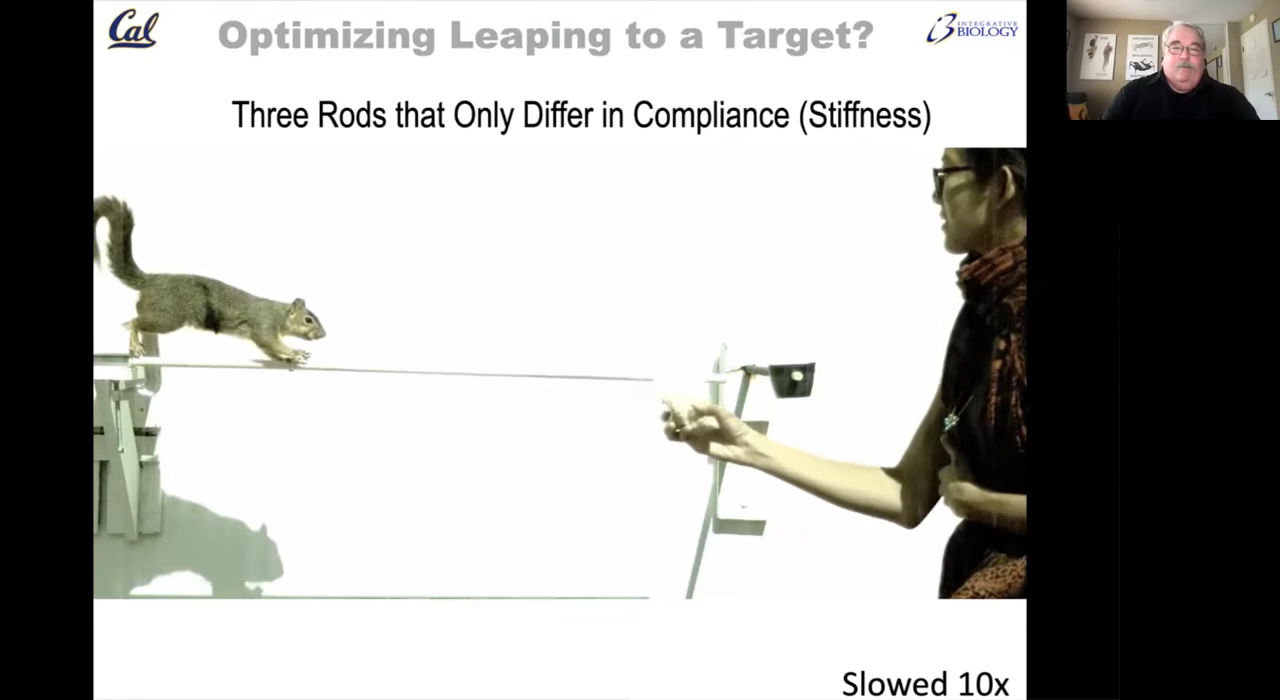 Cal
Optimizing Leaping to a Target?
INTEGRATIVE
BIOLOGY
Three Rods that Only Differ in Compliance (Stiffness)
Slowed 10x